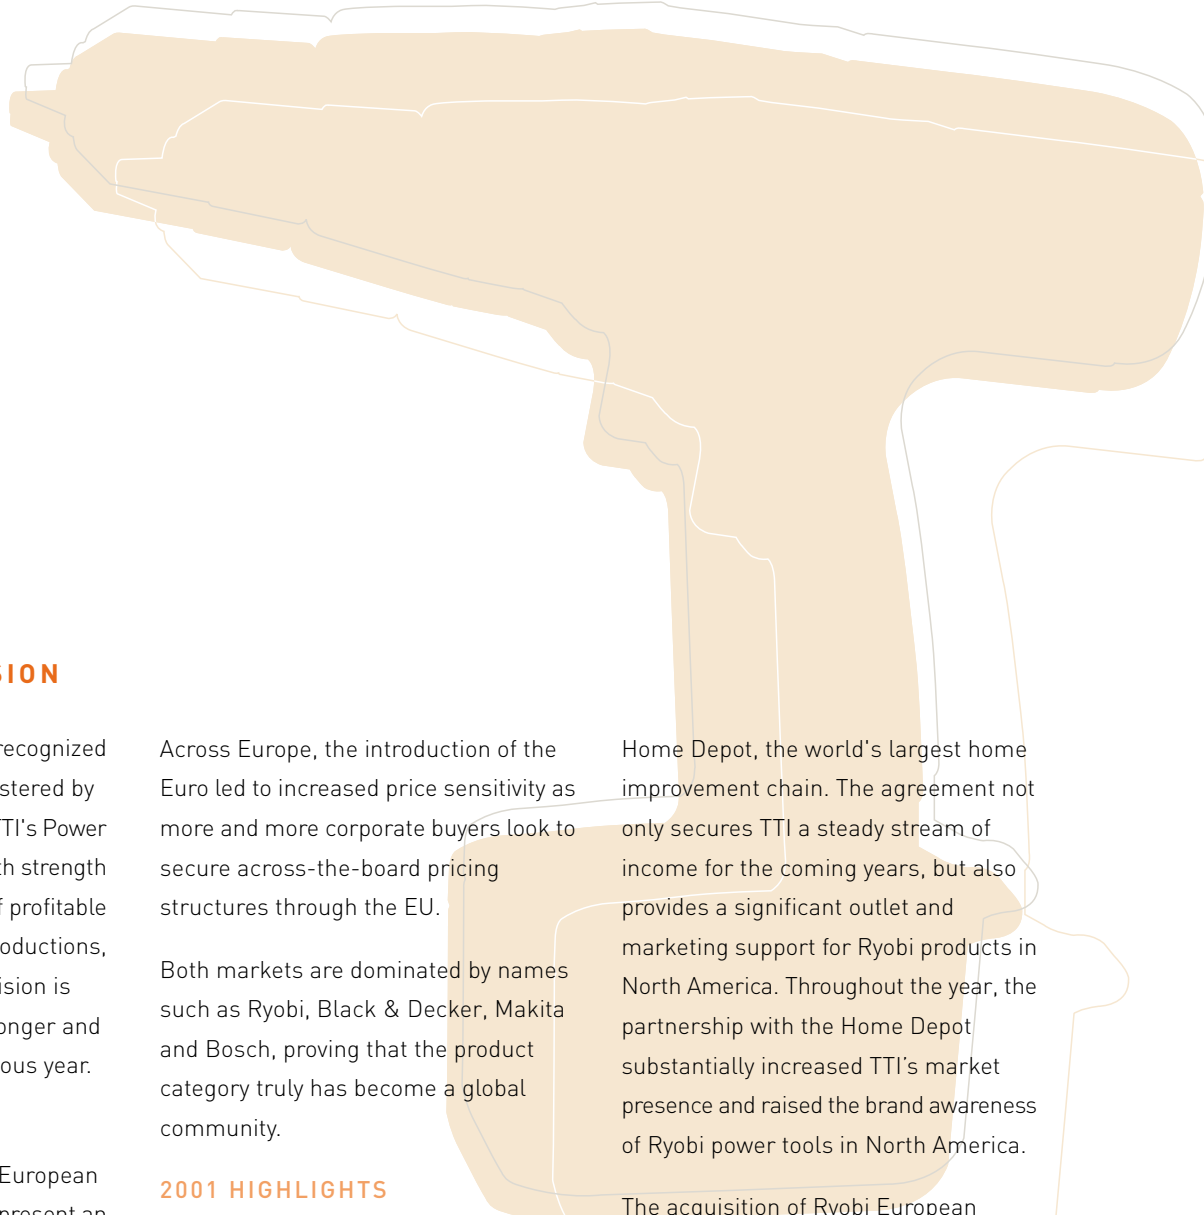 SION
recognized
stered by
TTI's Power
strength
profitable
oductions,
ision is
onger and
ous year.
European
present an
Across Europe, the introduction of the
Euro led to increased price sensitivity as
more and more corporate buyers look to
secure across-the-board pricing
structures through the EU.
Both markets are dominated by names
such as Ryobi, Black & Decker, Makita
and Bosch, proving that the product
category truly has become a global
community.
2001 HIGHLIGHTS
Home Depot, the world's largest home
improvement chain. The agreement not
only secures TTI a steady stream of
income for the coming years, but also
provides a significant outlet and
marketing support for Ryobi products in
North America. Throughout the year, the
partnership with the Home Depot
substantially increased TTI's market
presence and raised the brand awareness
of Ryobi power tools in North America.
The acquisition of Ryobi European